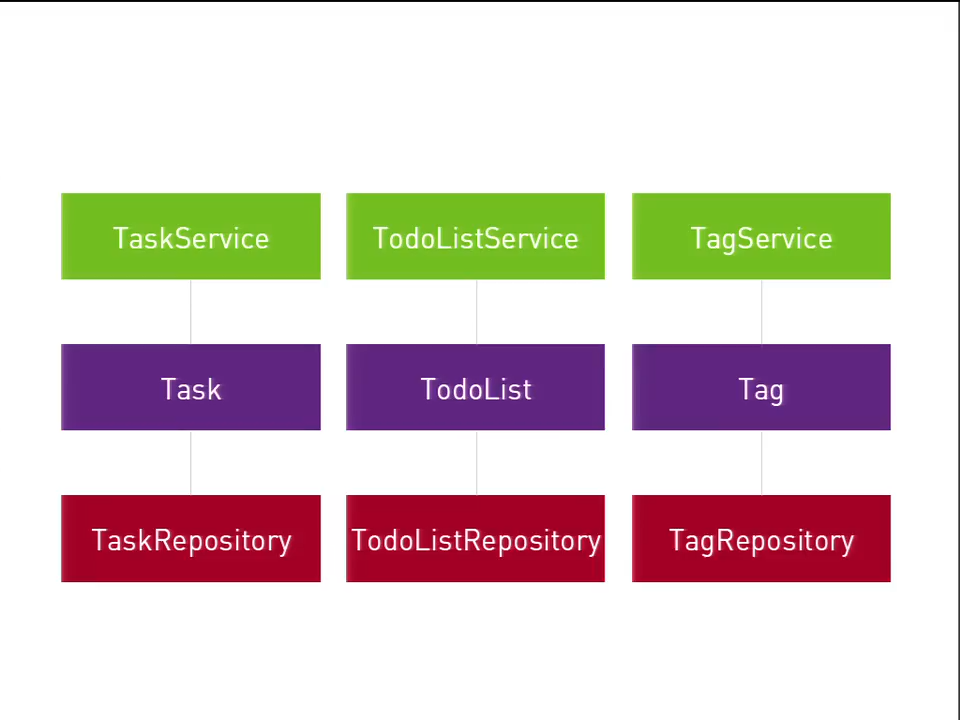 TaskService
TodoListService
TagService
Task
TodoList
Tag
TaskRepository
TodoListRepository
TagRepository